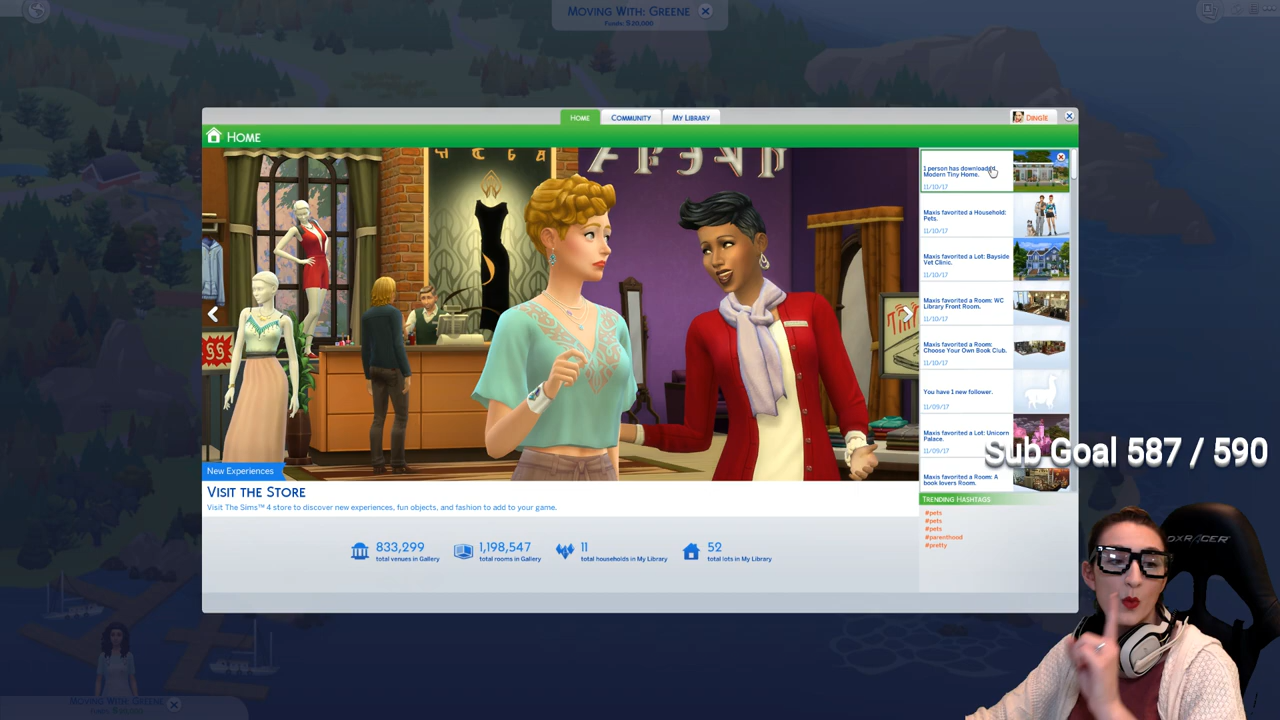 MOVING WITH: GREENE
Funds: §20,000
HOME
COMMUNITY
MY LIBRARY
DINGLE
HOME
1 person has downloaded
Modern Tiny Home.
11/10/17
Maxis favorited a Household:
Pets.
11/10/17
Maxis favorited a Lot: Bayside
Vet Clinic.
11/10/17
Maxis favorited a Room: WC
Library Front Room.
11/10/17
Maxis favorited a Room:
Choose Your Own Book Club.
11/10/17
You have 1 new follower.
11/09/17
Maxis favorited a Lot: Unicorn
Palace.
11/09/17
Maxis favorited a Room: A
book lovers Room.
Sub Goal 587 / 590
New Experiences
VISIT THE STORE
Visit The Sims™ 4 store to discover new experiences, fun objects, and fashion to add to your game.
TRENDING HASHTAGS
#pets
#pets
#pets
#parenthood
#pretty
833,299
total venues in Gallery
1,198,547
total rooms in Gallery
11
total households in My Library
52
total lots in My Library
DXRACER
MOVING WITH: GREENE